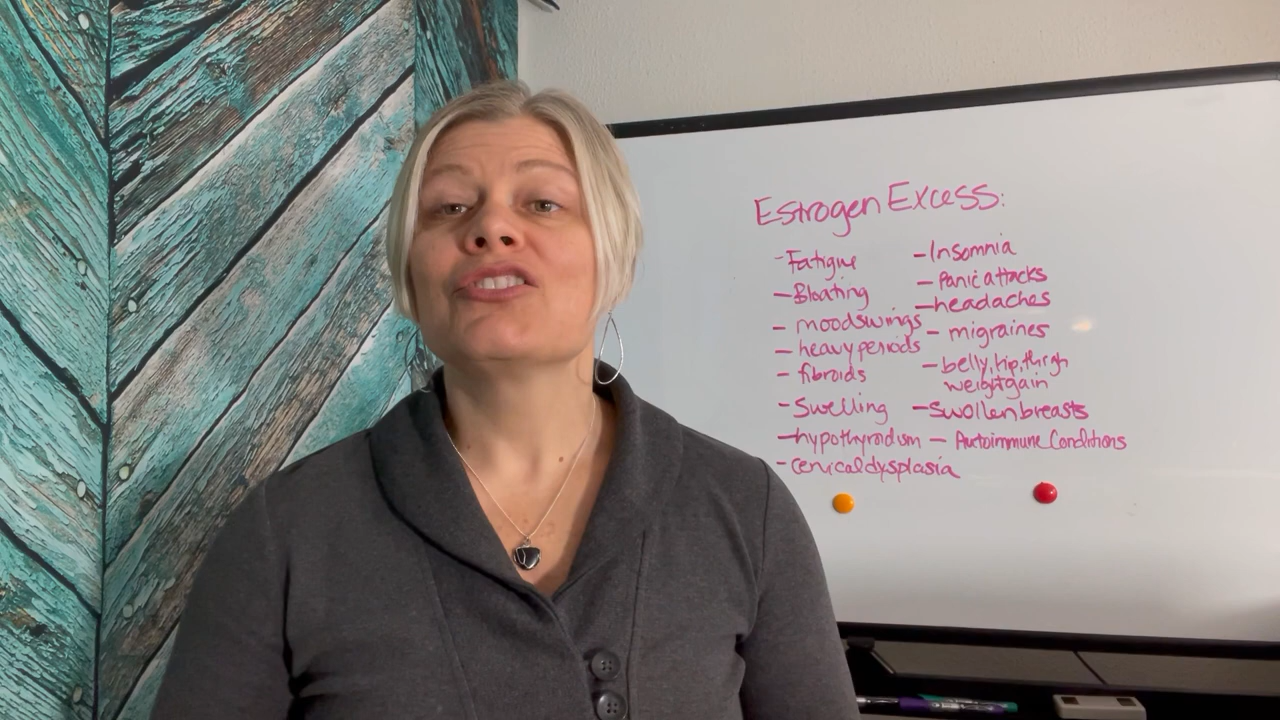 Estrogen Excess:
- Fatigue
- Bloating
- moodswings
- heavy periods
- fibroids
- Swelling
- hypothyrodism
- cervical dysplasia
- Insomnia
- Panic attacks
- headaches
- migraines
- belly, hip, thigh
weight gain
- Swollen breasts
- Autoimmune Conditions